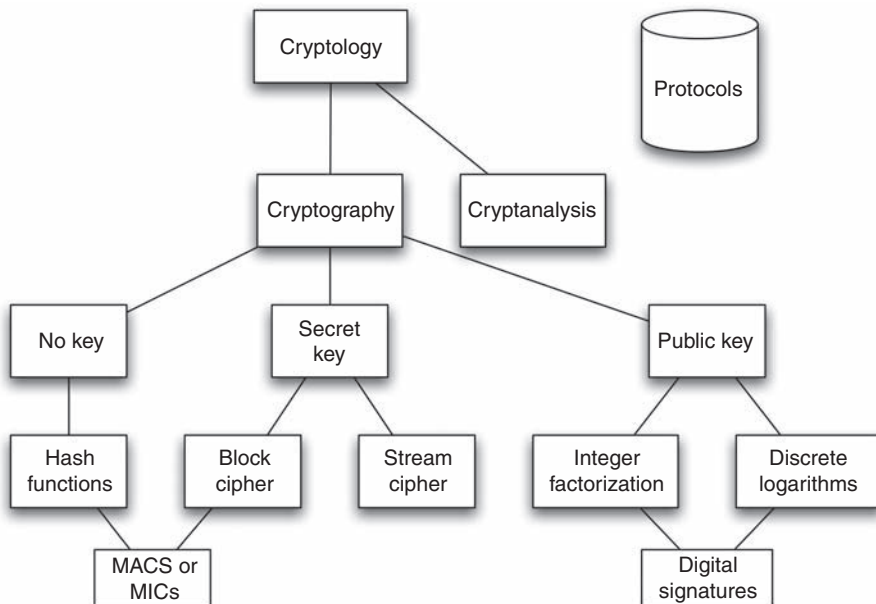 Cryptology
Protocols
Cryptography
Cryptanalysis
No key
Secret
key
Public key
Hash
functions
Block
cipher
Stream
cipher
Integer
factorization
Discrete
logarithms
MACS or
MICs
Digital
signatures